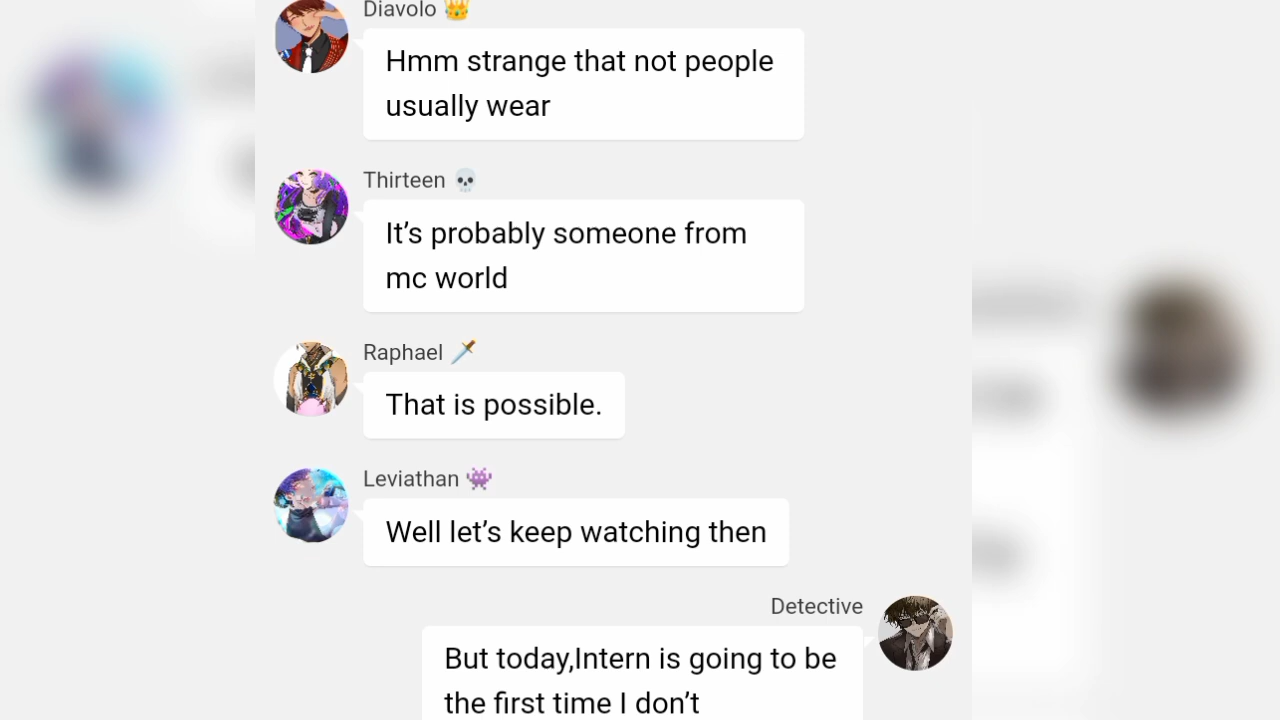 Diavolo 👑
Hmm strange that not people
usually wear
Thirteen 💀
It's probably someone from
mc world
Raphael 🗡️
That is possible.
Leviathan 👾
Well let's keep watching then
Detective
But today,Intern is going to be
the first time I don't